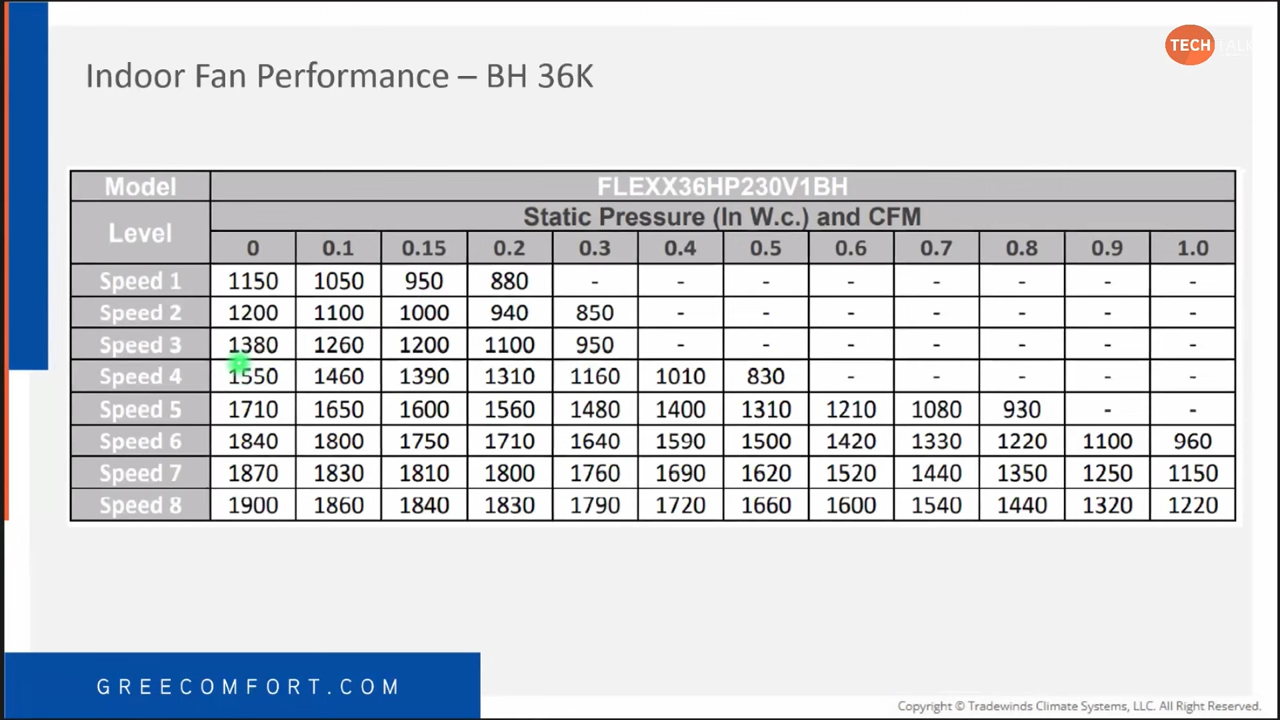 TECH TALK
Indoor Fan Performance – BH 36K
Model FLEXX36HP230V1BH
Level Static Pressure (In W.c.) and CFM
0 0.1 0.15 0.2 0.3 0.4 0.5 0.6 0.7 0.8 0.9 1.0
Speed 1 1150 1050 950 880 - - - - - - - -
Speed 2 1200 1100 1000 940 850 - - - - - - -
Speed 3 1380 1260 1200 1100 950 - - - - - - -
Speed 4 1550 1460 1390 1310 1160 1010 830 - - - - -
Speed 5 1710 1650 1600 1560 1480 1400 1310 1210 1080 930 - -
Speed 6 1840 1800 1750 1710 1640 1590 1500 1420 1330 1220 1100 960
Speed 7 1870 1830 1810 1800 1760 1690 1620 1520 1440 1350 1250 1150
Speed 8 1900 1860 1840 1830 1790 1720 1660 1600 1540 1440 1320 1220
GREECOMFORT.COM
Copyright © Tradewinds Climate Systems, LLC. All Right Reserved.